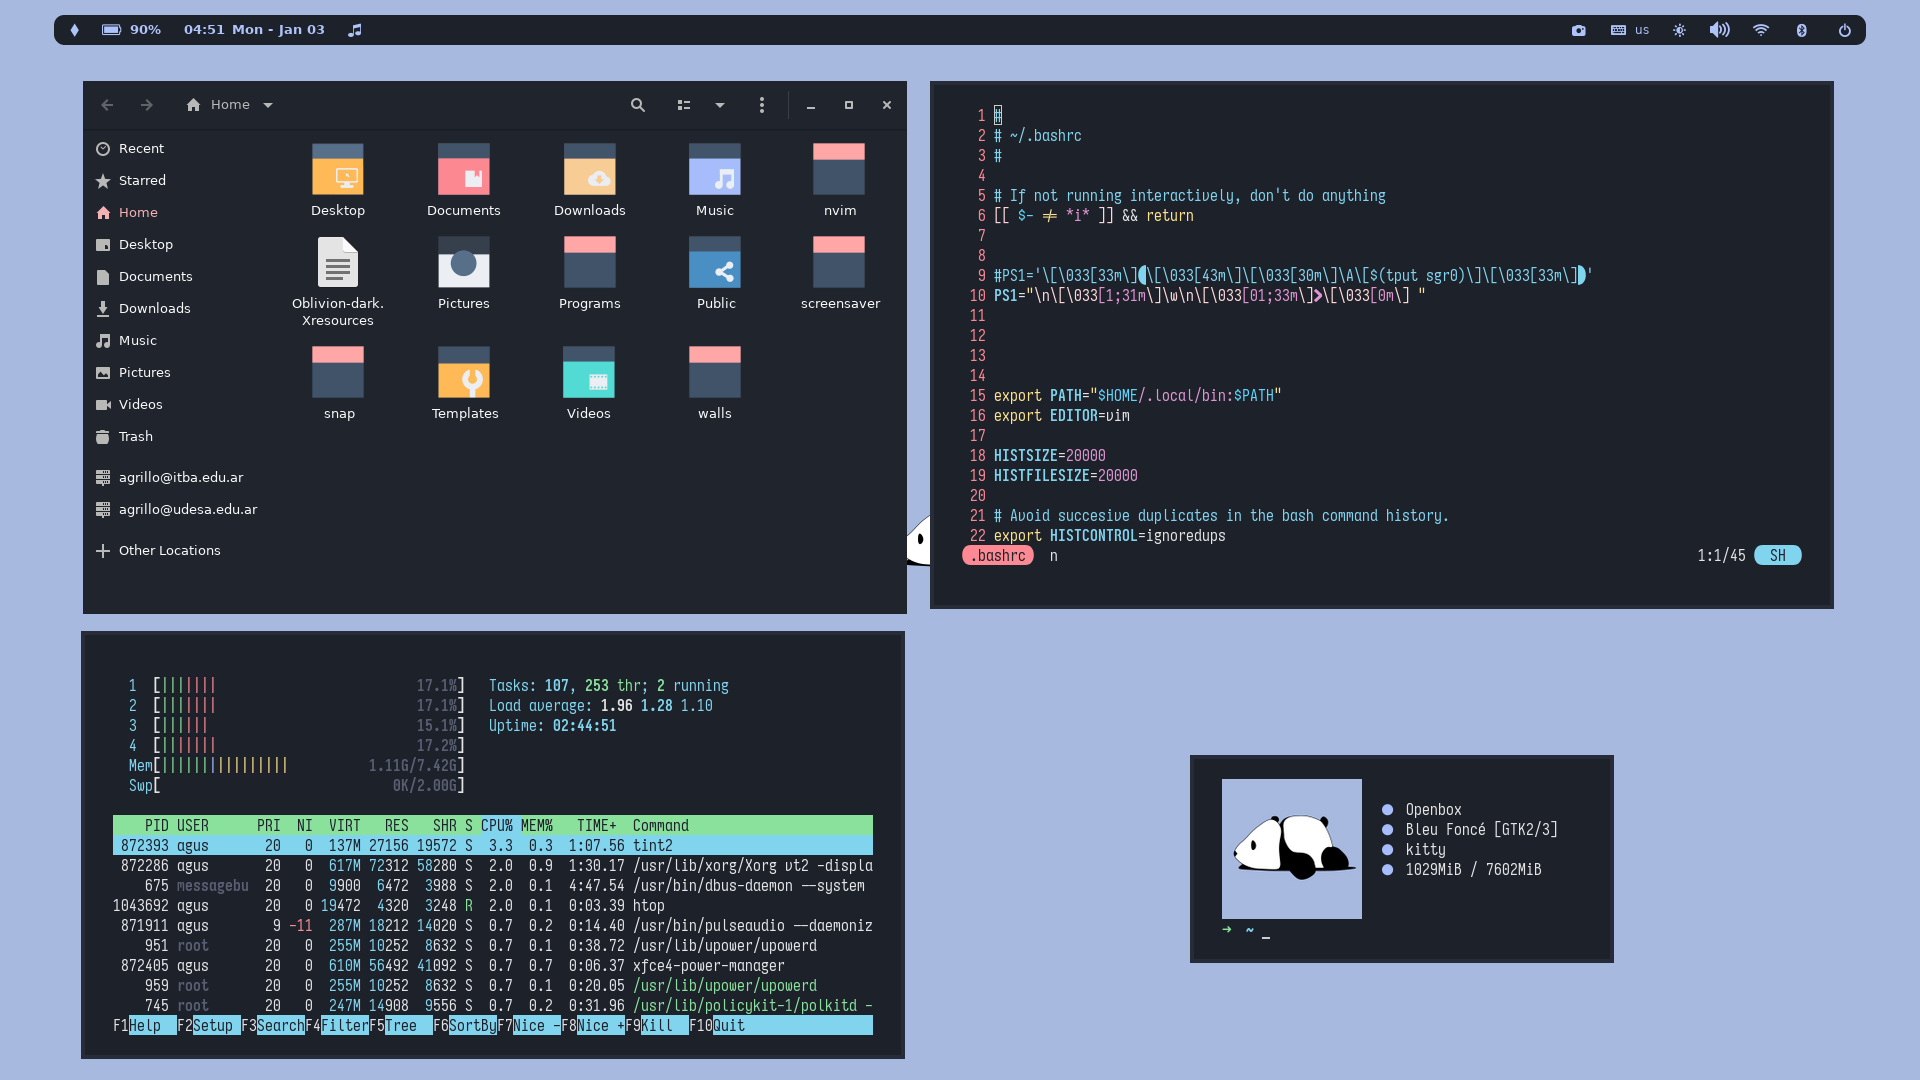 90% 04:51 Mon - Jan 03 us
Home
Recent
Starred
Home
Desktop
Documents
Downloads
Music
Pictures
Videos
Trash
agrillo@itba.edu.ar
agrillo@udesa.edu.ar
Other Locations
Desktop Documents Downloads Music nvim
Oblivion-dark. Pictures Programs Public screensaver
Xresources
snap Templates Videos walls
1 #
2 # ~/.bashrc
3 #
4
5 # If not running interactively, don't do anything
6 [[ $- != *i* ]] && return
7
8
9 #PS1='\[\033[33m\]\[\033[43m\]\[\033[30m\]\A\[$(tput sgr0)\]\[\033[33m\]'
10 PS1="\n\[\033[1;31m\]\w\n\[\033[01;33m\]❯\[\033[0m\] "
11
12
13
14
15 export PATH="$HOME/.local/bin:$PATH"
16 export EDITOR=vim
17
18 HISTSIZE=20000
19 HISTFILESIZE=20000
20
21 # Avoid succesive duplicates in the bash command history.
22 export HISTCONTROL=ignoredups
.bashrc n 1:1/45 SH
1 [||||||| 17.1%] Tasks: 107, 253 thr; 2 running
2 [||||||| 17.1%] Load average: 1.96 1.28 1.10
3 [|||||| 15.1%] Uptime: 02:44:51
4 [||||||| 17.2%]
Mem[|||||||||||||||| 1.11G/7.42G]
Swp[ 0K/2.00G]
PID USER PRI NI VIRT RES SHR S CPU% MEM% TIME+ Command
872393 agus 20 0 137M 27156 19572 S 3.3 0.3 1:07.56 tint2
872286 agus 20 0 617M 72312 58280 S 2.0 0.9 1:30.17 /usr/lib/xorg/Xorg vt2 -displa
675 messagebu 20 0 9900 6472 3988 S 2.0 0.1 4:47.54 /usr/bin/dbus-daemon --system
1043692 agus 20 0 19472 4320 3248 R 2.0 0.1 0:03.39 htop
871911 agus 9 -11 287M 18212 14020 S 0.7 0.2 0:14.40 /usr/bin/pulseaudio --daemoniz
951 root 20 0 255M 10252 8632 S 0.7 0.1 0:38.72 /usr/lib/upower/upowerd
872405 agus 20 0 610M 56492 41092 S 0.7 0.7 0:06.37 xfce4-power-manager
959 root 20 0 255M 10252 8632 S 0.7 0.1 0:20.05 /usr/lib/upower/upowerd
745 root 20 0 247M 14908 9556 S 0.7 0.2 0:31.96 /usr/lib/policykit-1/polkitd -
F1Help F2Setup F3SearchF4FilterF5Tree F6SortByF7Nice -F8Nice +F9Kill F10Quit
Openbox
Bleu Foncé [GTK2/3]
kitty
1029MiB / 7602MiB
➜ ~ _